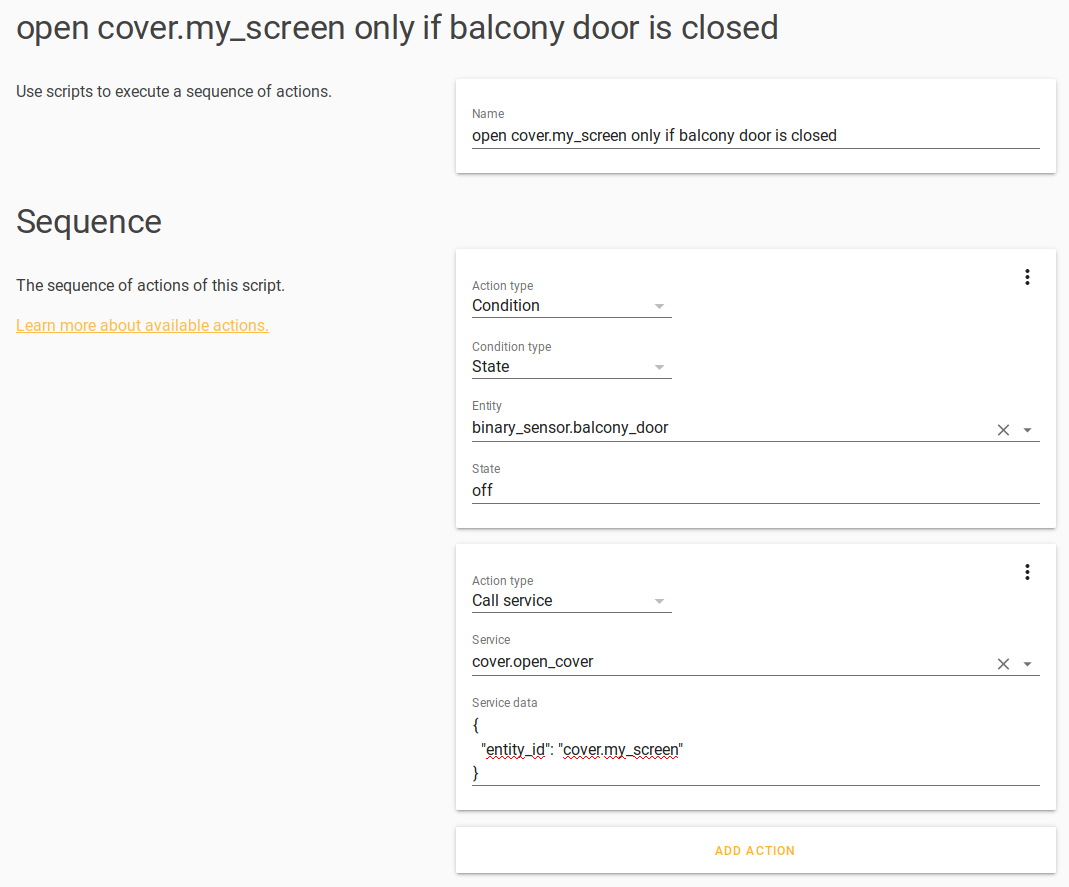 open cover.my_screen only if balcony door is closed
Use scripts to execute a sequence of actions.
Name
open cover.my_screen only if balcony door is closed
Sequence
The sequence of actions of this script.
Learn more about available actions.
Action type
Condition
Condition type
State
Entity
binary_sensor.balcony_door
State
off
Action type
Call service
Service
cover.open_cover
Service data
{
"entity_id": "cover.my_screen"
}
ADD ACTION